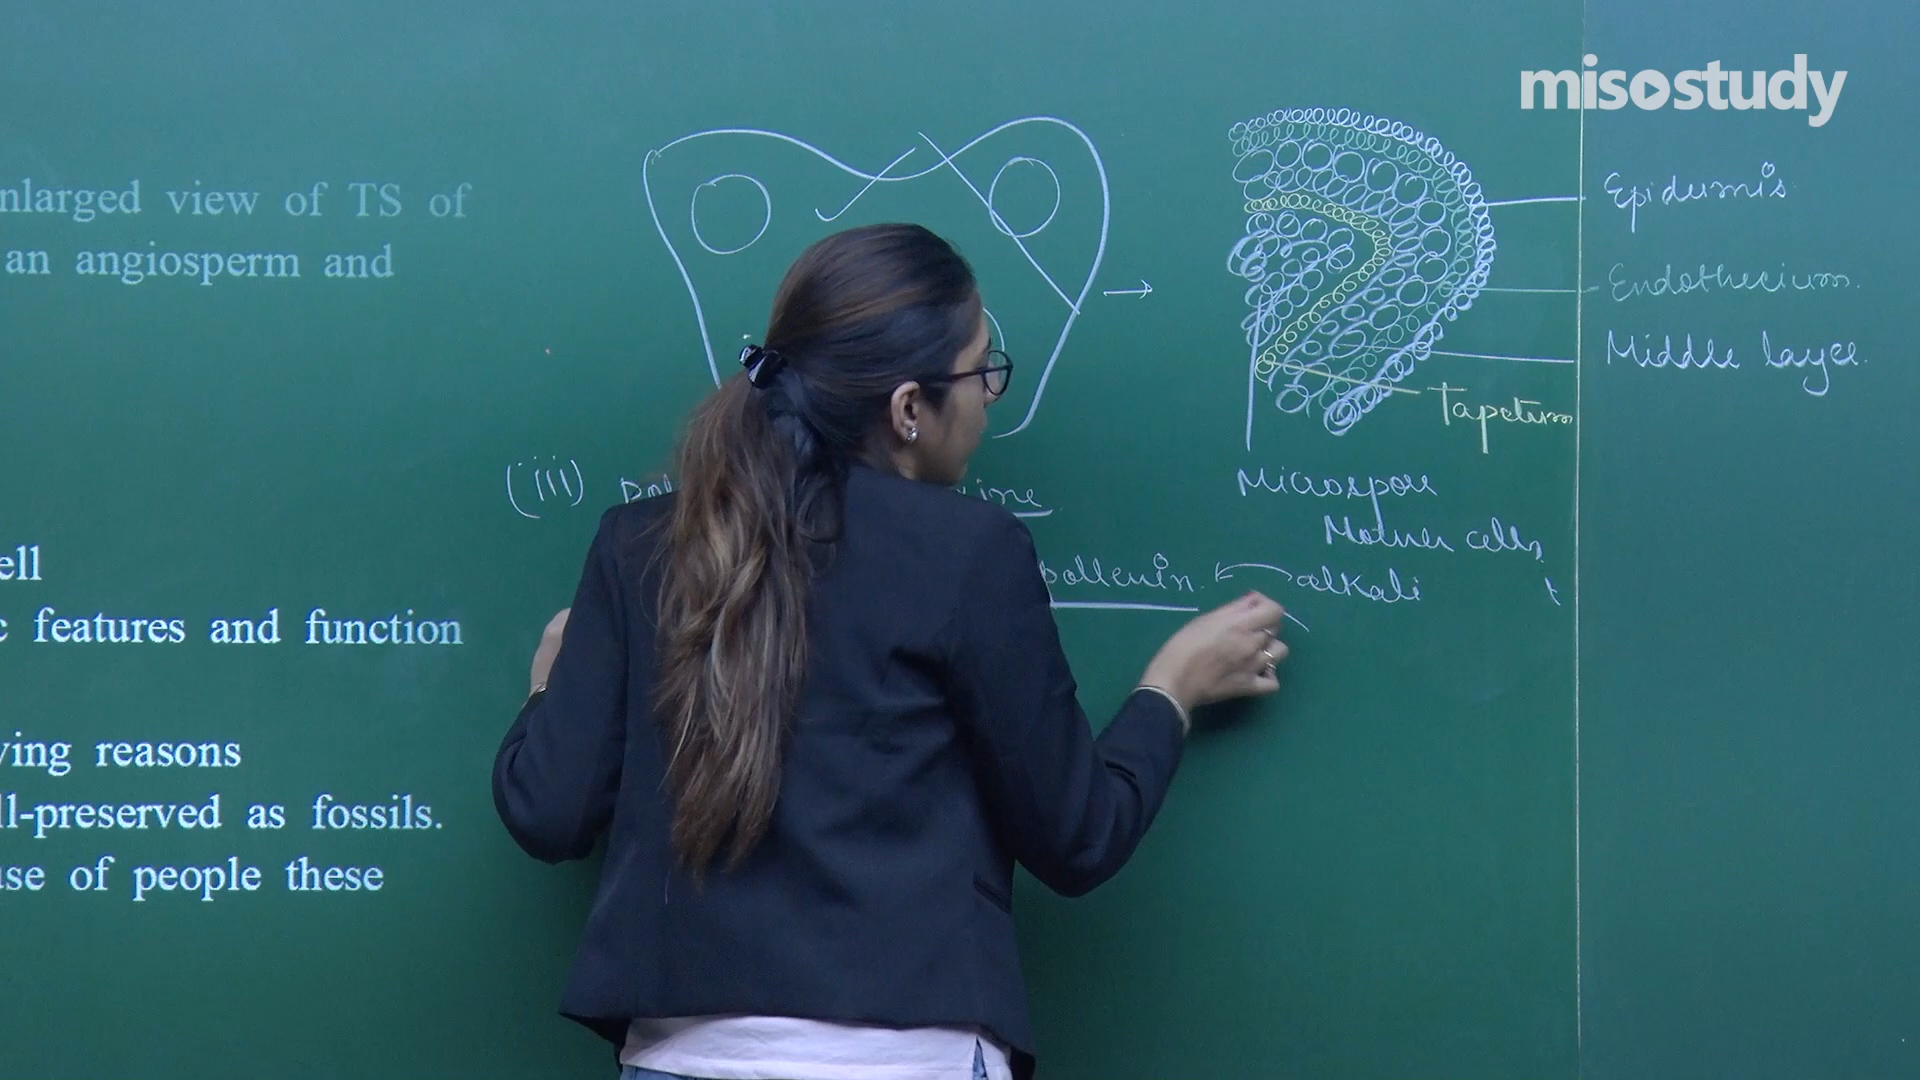 misostudy
nlarged view of TS of
an angiosperm and
ell
c features and function
ving reasons
ll-preserved as fossils.
use of people these
Epidermis
Endothecium.
Middle layer.
Tapetum
Microspore
Mother cells
(iii)
pollenin. alkali